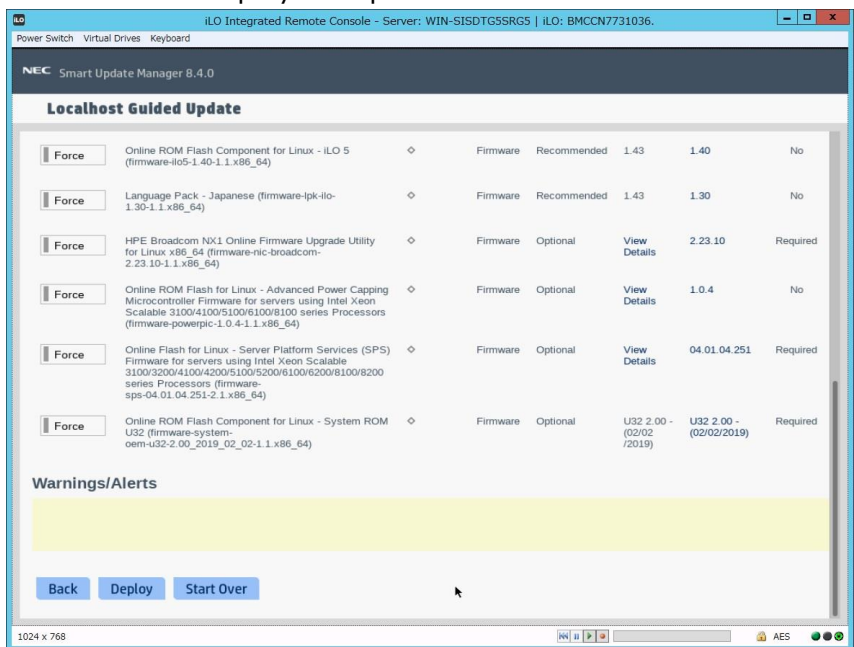 iLO Integrated Remote Console - Server: WIN-SISDTG5SRG5 | iLO: BMCCN7731036.
Power Switch Virtual Drives Keyboard
NEC Smart Update Manager 8.4.0
Localhost Guided Update
Force Online ROM Flash Component for Linux - iLO 5 Firmware Recommended 1.43 1.40 No
(firmware-ilo5-1.40-1.1.x86_64)
Force Language Pack - Japanese (firmware-lpk-ilo- Firmware Recommended 1.43 1.30 No
1.30-1.1.x86_64)
Force HPE Broadcom NX1 Online Firmware Upgrade Utility Firmware Optional View 2.23.10 Required
for Linux x86_64 (firmware-nic-broadcom- Details
2.23.10-1.1.x86_64)
Force Online ROM Flash for Linux - Advanced Power Capping Firmware Optional View 1.0.4 No
Microcontroller Firmware for servers using Intel Xeon Details
Scalable 3100/4100/5100/6100/8100 series Processors
(firmware-powerpic-1.0.4-1.1.x86_64)
Force Online Flash for Linux - Server Platform Services (SPS) Firmware Optional View 04.01.04.251 Required
Firmware for servers using Intel Xeon Scalable Details
3100/3200/4100/4200/5100/5200/6100/6200/8100/8200
series Processors (firmware-
sps-04.01.04.251-2.1.x86_64)
Force Online ROM Flash Component for Linux - System ROM Firmware Optional U32 2.00 - U32 2.00 - Required
U32 (firmware-system- (02/02 (02/02/2019)
oem-u32-2.00_2019_02_02-1.1.x86_64) /2019)
Warnings/Alerts
Back Deploy Start Over
1024 x 768 AES